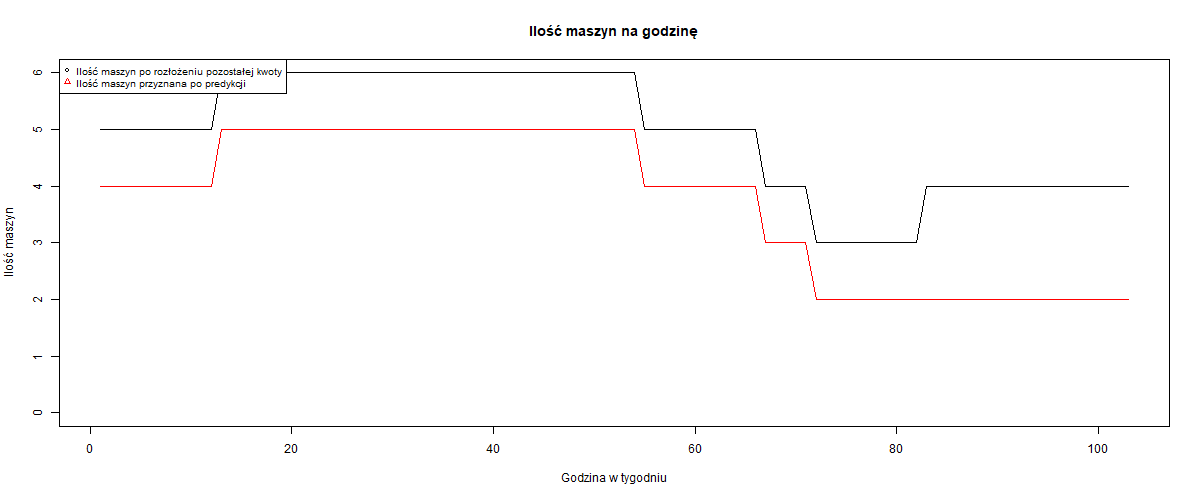 Ilość maszyn na godzinę
Ilość maszyn po rozłożeniu pozostałej kwoty
Ilość maszyn przyznana po predykcji
Ilość maszyn
6
5
4
3
2
1
0
0 20 40 60 80 100
Godzina w tygodniu